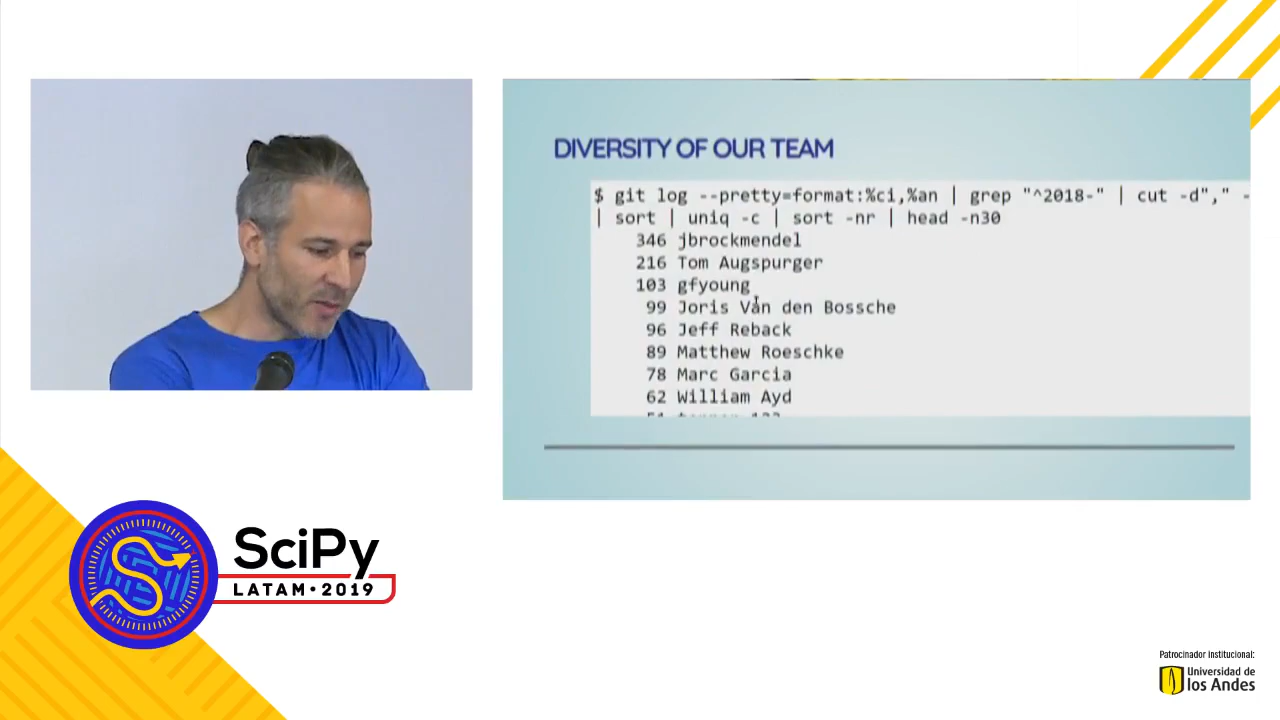 DIVERSITY OF OUR TEAM
$ git log --pretty=format:%ci,%an | grep "^2018-" | cut -d"," -
| sort | uniq -c | sort -nr | head -n30
346 jbrockmendel
216 Tom Augspurger
103 gfyoung
99 Joris Van den Bossche
96 Jeff Reback
89 Matthew Roeschke
78 Marc Garcia
62 William Ayd
SciPy
LATAM·2019
Patrocinador institucional:
Universidad de
los Andes